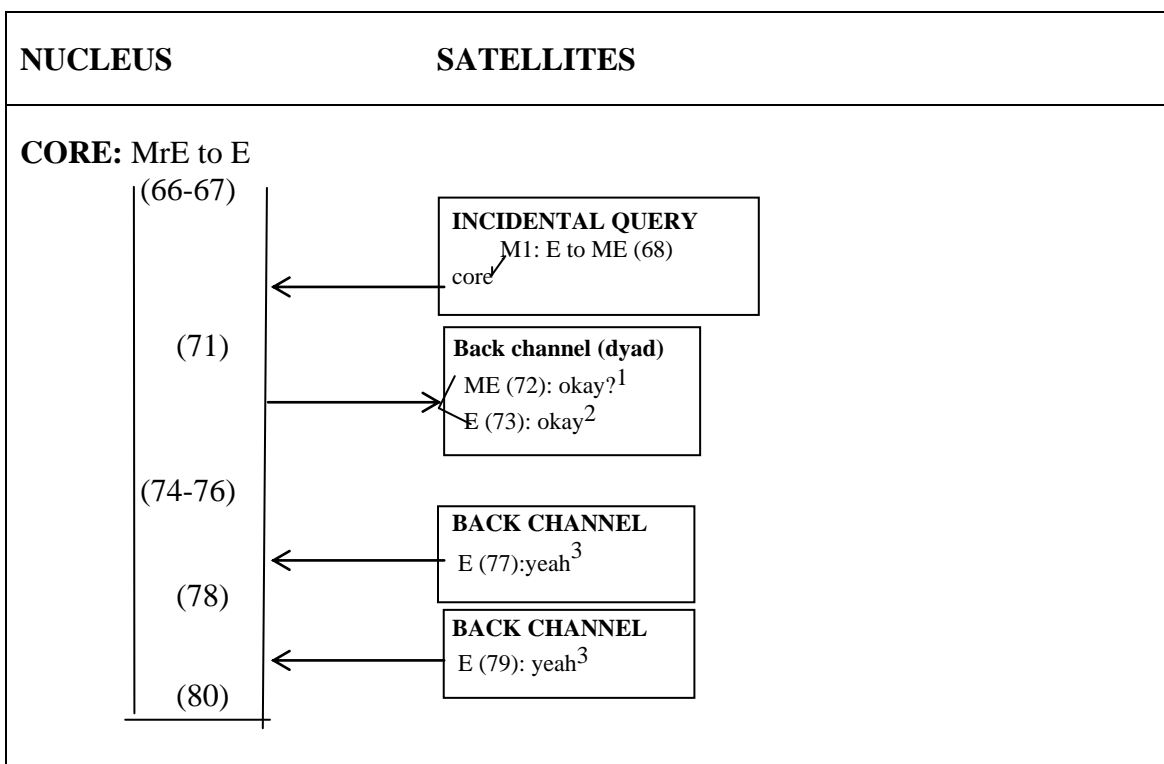 NUCLEUS SATELLITES
CORE: MrE to E
(66-67)
INCIDENTAL QUERY
M1: E to ME (68)
core
(71)
Back channel (dyad)
ME (72): okay?1
E (73): okay2
(74-76)
BACK CHANNEL
E (77):yeah3
(78)
BACK CHANNEL
E (79): yeah3
(80)